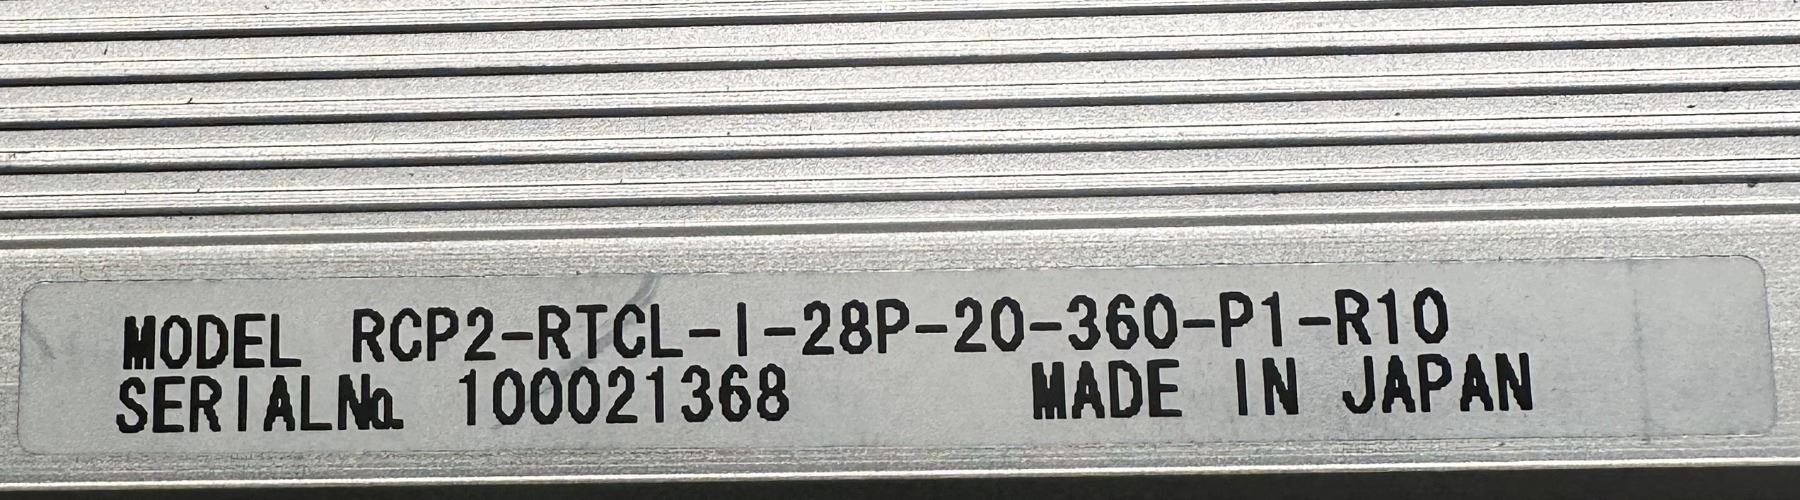 MODEL RCP2-RTCL-I-28P-20-360-P1-R10
SERIALNo. 100021368 MADE IN JAPAN